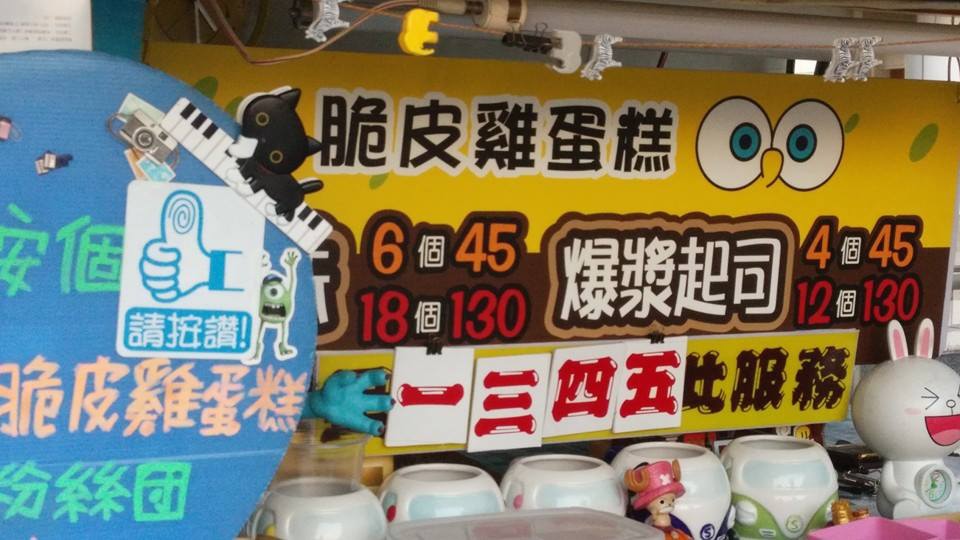 脆皮雞蛋糕
6個45
18個130
爆漿起司
4個45
12個130
一三四五此服務
按個
請按讚!
脆皮雞蛋糕
粉絲團